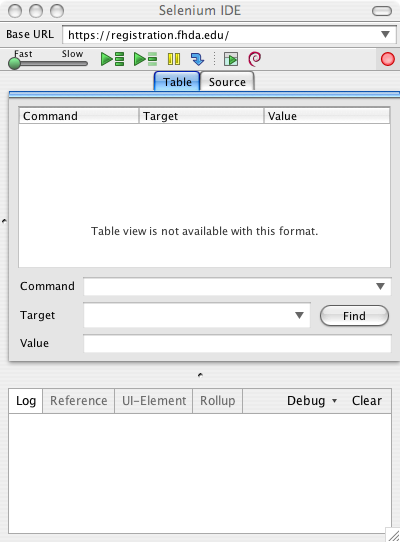 Selenium IDE
Base URL https://registration.fhda.edu/
Fast Slow
Table Source
Command Target Value
Table view is not available with this format.
Command
Target Find
Value
Log Reference UI-Element Rollup Debug Clear